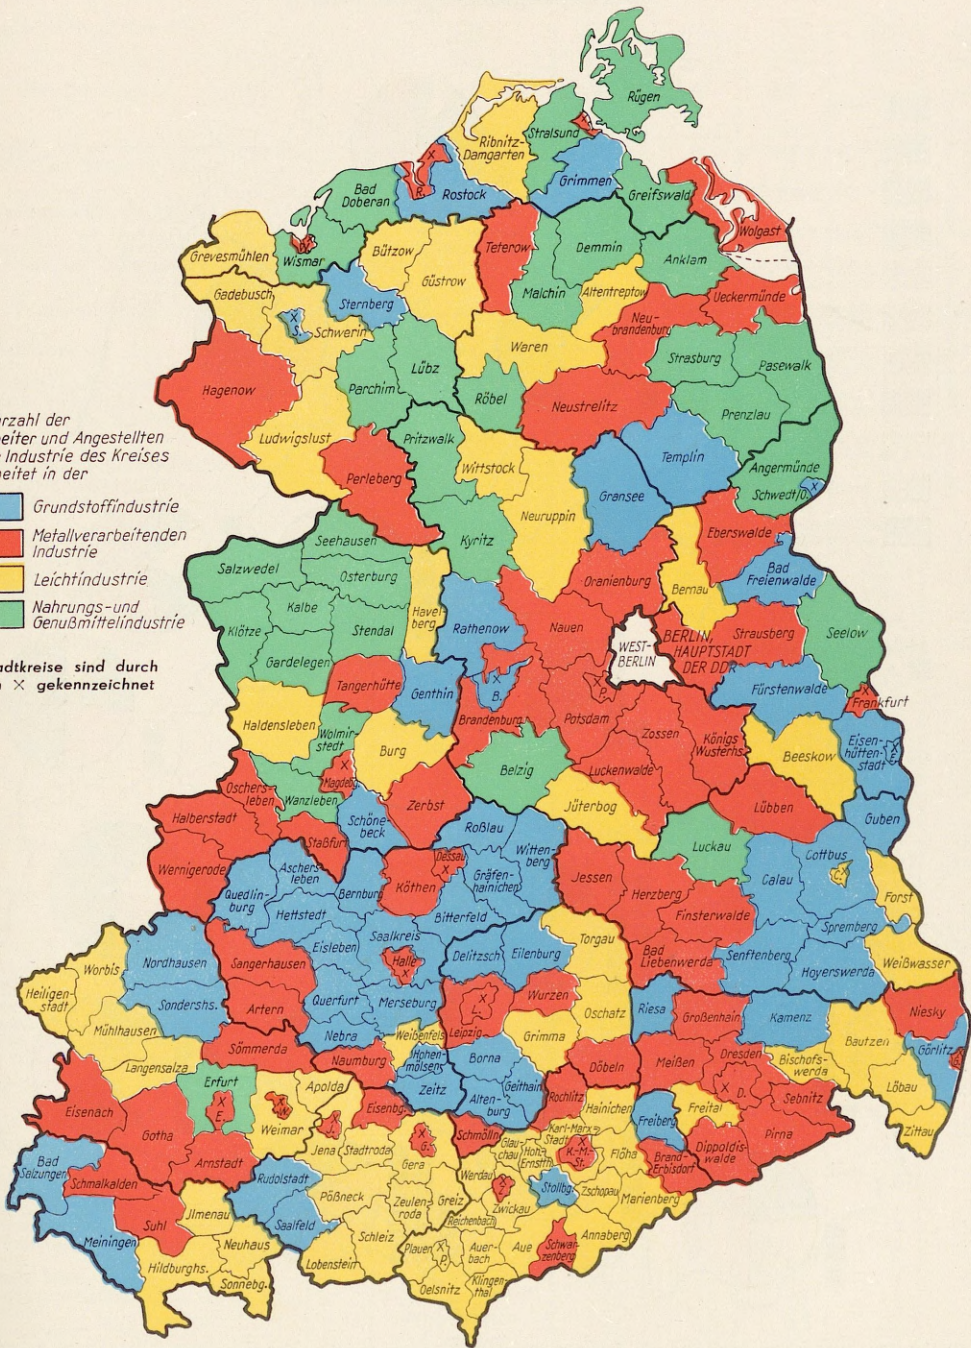 Rügen
Stralsund
X
Ribnitz-
Damgarten
Grimmen
Greifswald
Wolgast
Bad
Doberan
X
R.
Rostock
Grevesmühlen
W.
Wismar
Bützow
Güstrow
Teterow
Demmin
Anklam
Malchin
Altentreptow
Ueckermünde
Gadebusch
X
S.
Schwerin
Sternberg
Neu-
brandenburg
Waren
Strasburg
Pasewalk
Hagenow
Parchim
Lübz
Röbel
Neustrelitz
Prenzlau
Ludwigslust
Pritzwalk
Wittstock
Templin
Angermünde
Schwedt/O.
X
Perleberg
Gransee
Neuruppin
Kyritz
Eberswalde
rzahl der
eiter und Angestellten
Industrie des Kreises
eitet in der
Grundstoffindustrie
Metallverarbeitenden
Industrie
Leichtindustrie
Nahrungs-und
Genußmittelindustrie
adtkreise sind durch
X gekennzeichnet
Seehausen
Salzwedel
Osterburg
Kalbe
Klötze
Stendal
Gardelegen
Havel-
berg
Rathenow
Nauen
Oranienburg
Bernau
Bad
Freienwalde
WEST-
BERLIN
BERLIN,
HAUPTSTADT
DER DDR
Strausberg
Seelow
Tangerhütte
Genthin
X
B.
Brandenburg
X
P.
Potsdam
Fürstenwalde
X
Frankfurt
Haldensleben
Wolmir-
stedt
Burg
Zossen
Königs
Wusterhs.
Beeskow
Eisen-
hütten-
stadt
X
E.
X
Magdebg.
Belzig
Luckenwalde
Oschers-
leben
Wanzleben
Zerbst
Jüterbog
Lübben
Guben
Halberstadt
Staßfurt
Schöne-
beck
Roßlau
Witten-
berg
Luckau
Cottbus
X
C.
Wernigerode
Aschers-
leben
Bernburg
Köthen
Dessau
X
Gräfen-
hainichen
Jessen
Herzberg
Calau
Forst
Quedlin-
burg
Hettstedt
Bitterfeld
Finsterwalde
Spremberg
Saalkreis
Eisleben
Halle
X
Delitzsch
Eilenburg
Torgau
Bad
Liebenwerda
Senftenberg
Hoyerswerda
Weißwasser
Worbis
Nordhausen
Sangerhausen
Heiligen-
stadt
Sondershs.
Artern
Querfurt
Merseburg
X
L.
Leipzig
Wurzen
Oschatz
Riesa
Großenhain
Kamenz
Niesky
Mühlhausen
Nebra
Weißenfels
Grimma
Bautzen
Görlitz
Langensalza
Sömmerda
Naumburg
Hohen-
mölsen
Borna
Döbeln
Meißen
Dresden
X
D.
Bischofs-
werda
Löbau
Erfurt
X
E.
Apolda
Zeitz
Geithain
Alten-
burg
Rochlitz
Hainichen
Freiberg
Freital
Sebnitz
Zittau
Eisenach
Gotha
X
W.
Weimar
X
J.
Jena
Eisenbg.
Stadtroda
X
G.
Gera
Schmölln
Glau-
chau
Hoh.-
Ernstth.
Karl-Marx-
Stadt
X
K.-M.-
St.
Flöha
Brand-
Erbisdorf
Dippoldis-
walde
Pirna
Bad
Salzungen
Schmalkalden
Arnstadt
Rudolstadt
Pößneck
Zeulen-
roda
Greiz
Werdau
X
Z.
Zwickau
Stollbg.
Zschopau
Marienberg
Suhl
Ilmenau
Saalfeld
Schleiz
Reichenbach
Meiningen
Neuhaus
Lobenstein
Plauen
X
P.
Auer-
bach
Aue
Schwar-
zenberg
Annaberg
Hildburghs.
Sonnebg.
Oelsnitz
Klingen-
thal